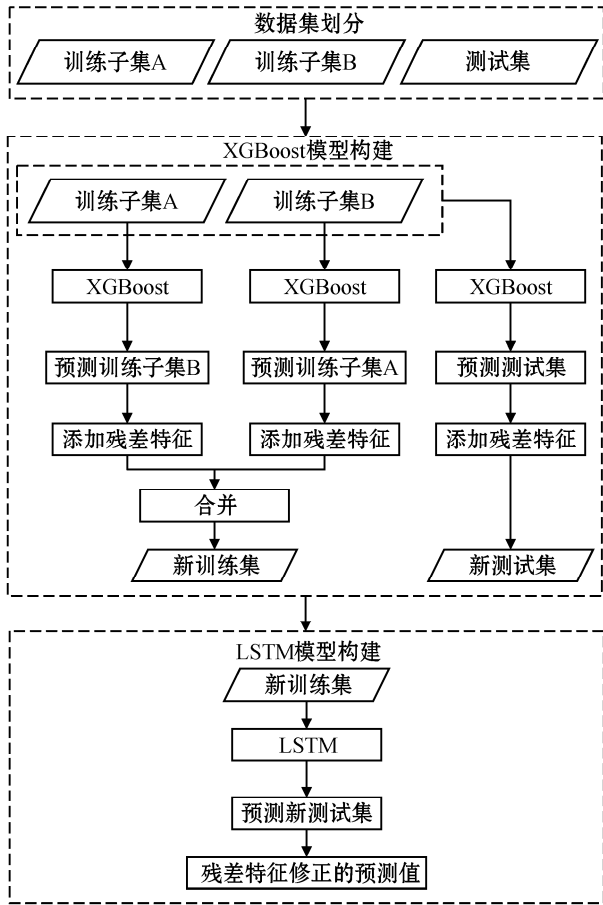 数据集划分
训练子集A
训练子集B
测试集
XGBoost模型构建
训练子集A
训练子集B
XGBoost
XGBoost
XGBoost
预测训练子集B
预测训练子集A
预测测试集
添加残差特征
添加残差特征
添加残差特征
合并
新训练集
新测试集
LSTM模型构建
新训练集
LSTM
预测新测试集
残差特征修正的预测值